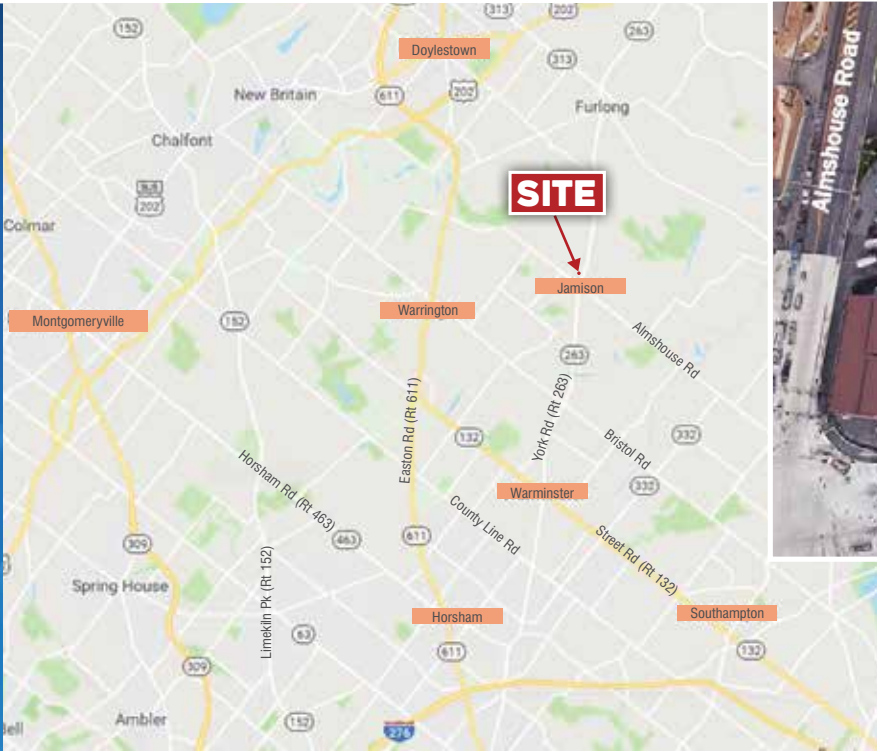 152
313
202
263
Doylestown
313
New Britain
611
202
Furlong
Chalfont
Almshouse Road
SITE
BUS
202
Colmar
Jamison
Warrington
Montgomeryville
152
Almshouse Rd
263
Easton Rd (Rt 611)
York Rd (Rt 263)
132
Bristol Rd
332
Horsham Rd (Rt 463)
332
Warminster
County Line Rd
Street Rd (Rt 132)
309
463
611
Spring House
Limekiln Pk (Rt 152)
Horsham
Southampton
63
611
132
309
Ambler
152
276
ell